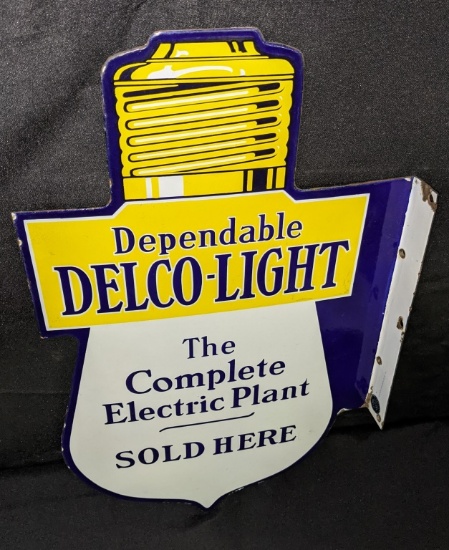 Dependable
DELCO-LIGHT
The
Complete
Electric Plant
SOLD HERE